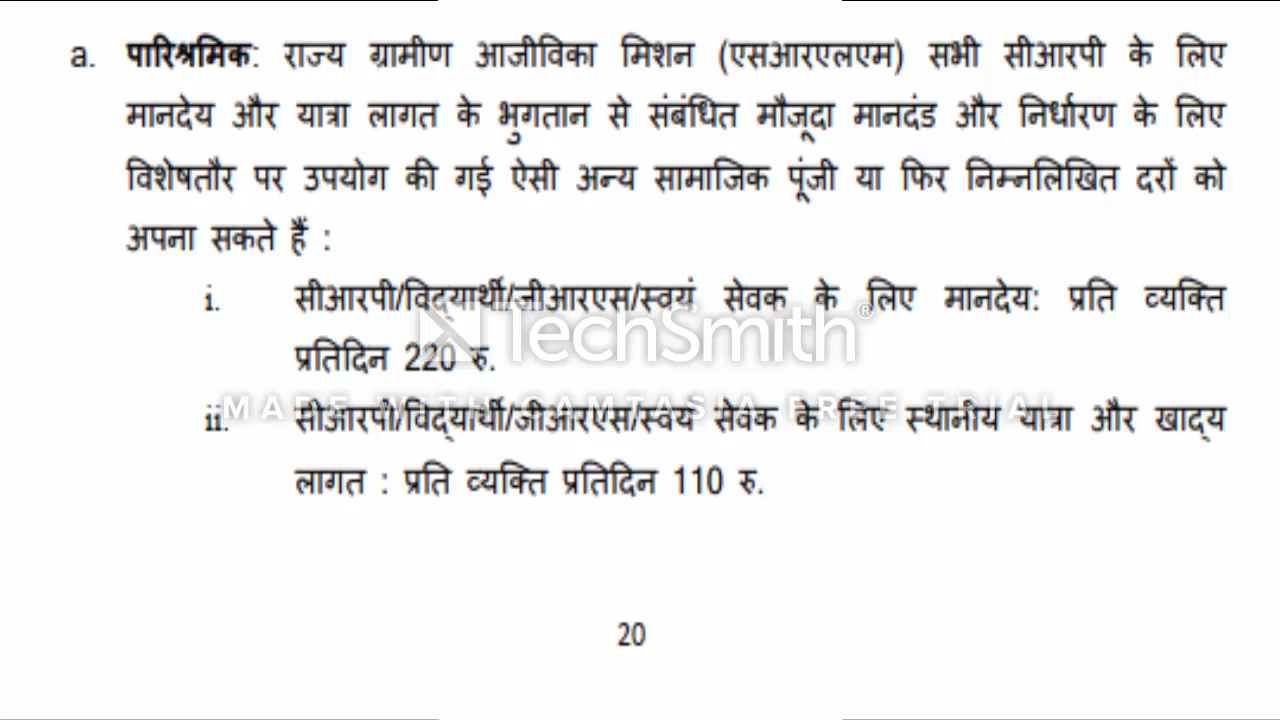 a. पारिश्रमिक: राज्य ग्रामीण आजीविका मिशन (एसआरएलएम) सभी सीआरपी के लिए
मानदेय और यात्रा लागत के भुगतान से संबंधित मौजूदा मानदंड और निर्धारण के लिए
विशेषतौर पर उपयोग की गई ऐसी अन्य सामाजिक पूंजी या फिर निम्नलिखित दरों को
अपना सकते हैं :
i. सीआरपी/विद्यार्थी/जीआरएस/स्वयं सेवक के लिए मानदेय: प्रति व्यक्ति
TechSmith®
प्रतिदिन 220 रु.
MADE WITH CAMTASIA FREE TRIAL
ii. सीआरपी/विद्यार्थी/जीआरएस/स्वयं सेवक के लिए स्थानीय यात्रा और खाद्य
लागत : प्रति व्यक्ति प्रतिदिन 110 रु.
20